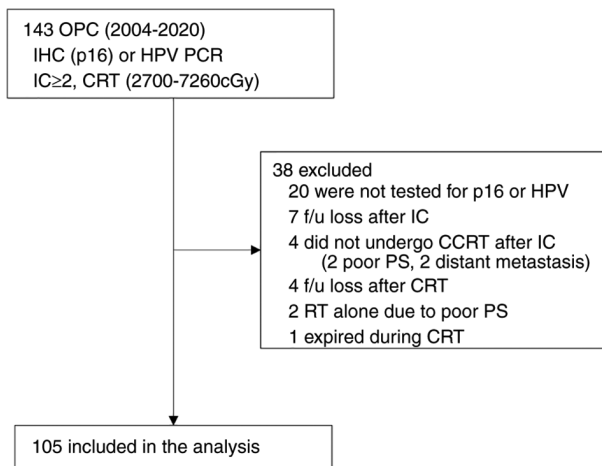 143 OPC (2004-2020)
IHC (p16) or HPV PCR
IC≥2, CRT (2700-7260cGy)
38 excluded
20 were not tested for p16 or HPV
7 f/u loss after IC
4 did not undergo CCRT after IC
(2 poor PS, 2 distant metastasis)
4 f/u loss after CRT
2 RT alone due to poor PS
1 expired during CRT
105 included in the analysis